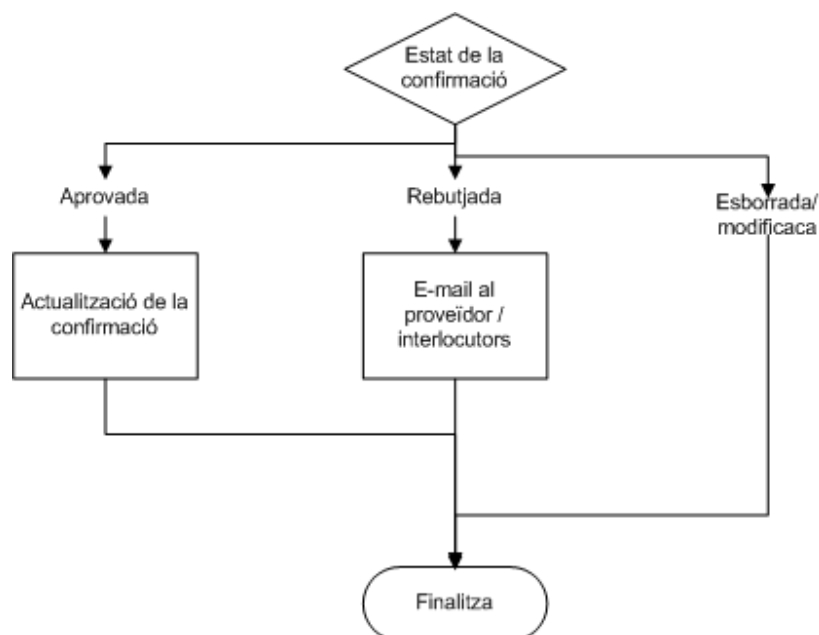 Estat de la
confirmació
Aprovada
Rebutjada
Esborrada/
modificaca
Actualització de la
confirmació
E-mail al
proveïdor /
interlocutors
Finalitza